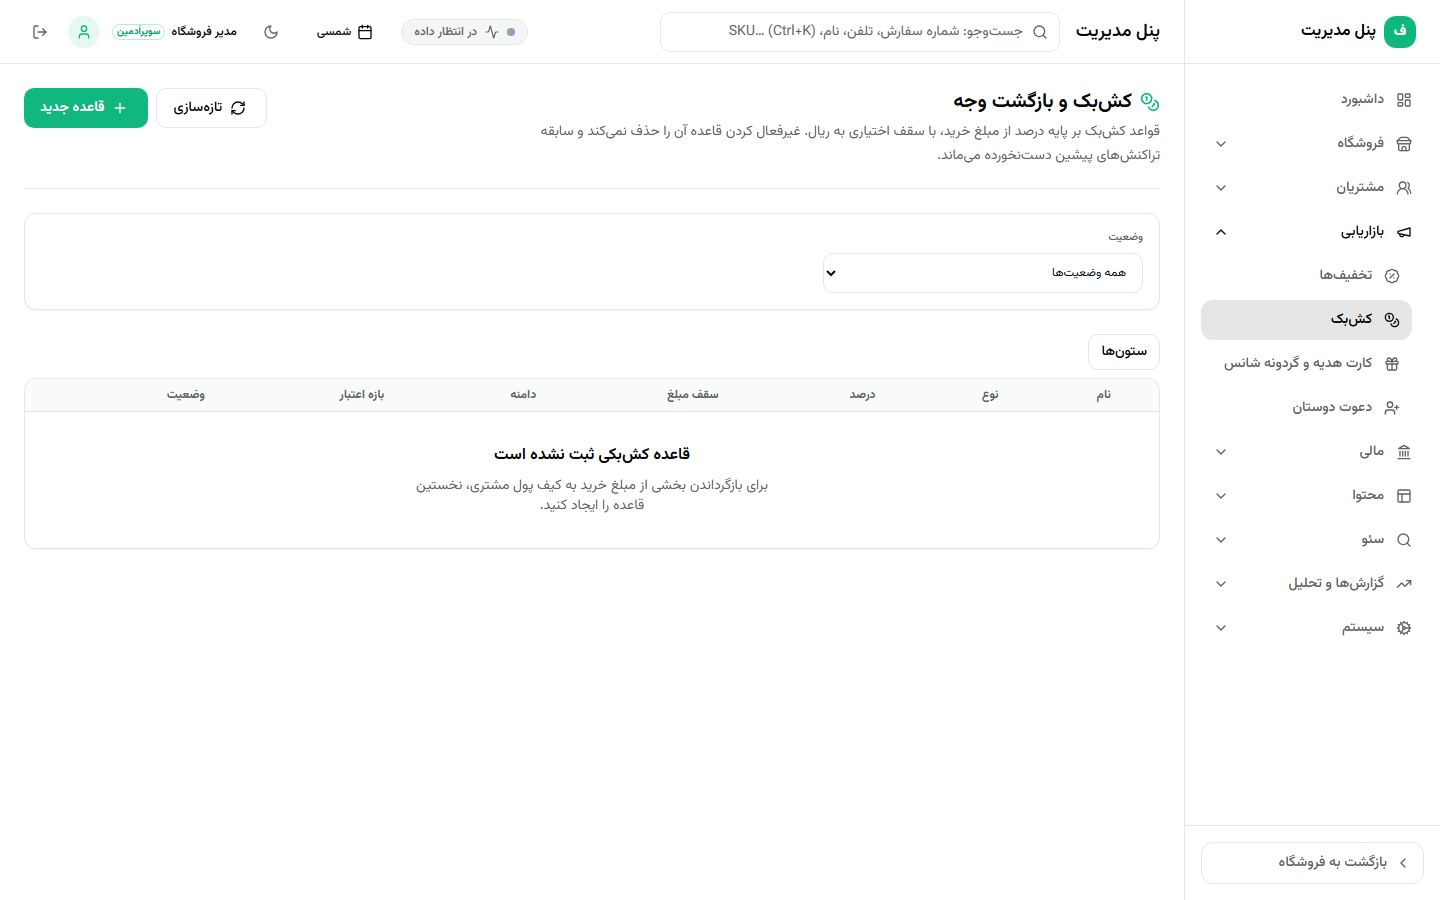 ف
پنل مدیریت
داشبورد
فروشگاه
مشتریان
بازاریابی
تخفیف‌ها
کش‌بک
کارت هدیه و گردونه شانس
دعوت دوستان
مالی
محتوا
سئو
گزارش‌ها و تحلیل
سیستم
بازگشت به فروشگاه
پنل مدیریت
جست‌وجو: شماره سفارش، تلفن، نام، SKU… (Ctrl+K)
در انتظار داده
شمسی
مدیر فروشگاه
سوپرادمین
کش‌بک و بازگشت وجه
قواعد کش‌بک بر پایه درصد از مبلغ خرید، با سقف اختیاری به ریال. غیرفعال کردن قاعده آن را حذف نمی‌کند و سابقه
تراکنش‌های پیشین دست‌نخورده می‌ماند.
تازه‌سازی
قاعده جدید
وضعیت
همه وضعیت‌ها
ستون‌ها
نام نوع درصد سقف مبلغ دامنه بازه اعتبار وضعیت
قاعده کش‌بکی ثبت نشده است
برای بازگرداندن بخشی از مبلغ خرید به کیف پول مشتری، نخستین
قاعده را ایجاد کنید.